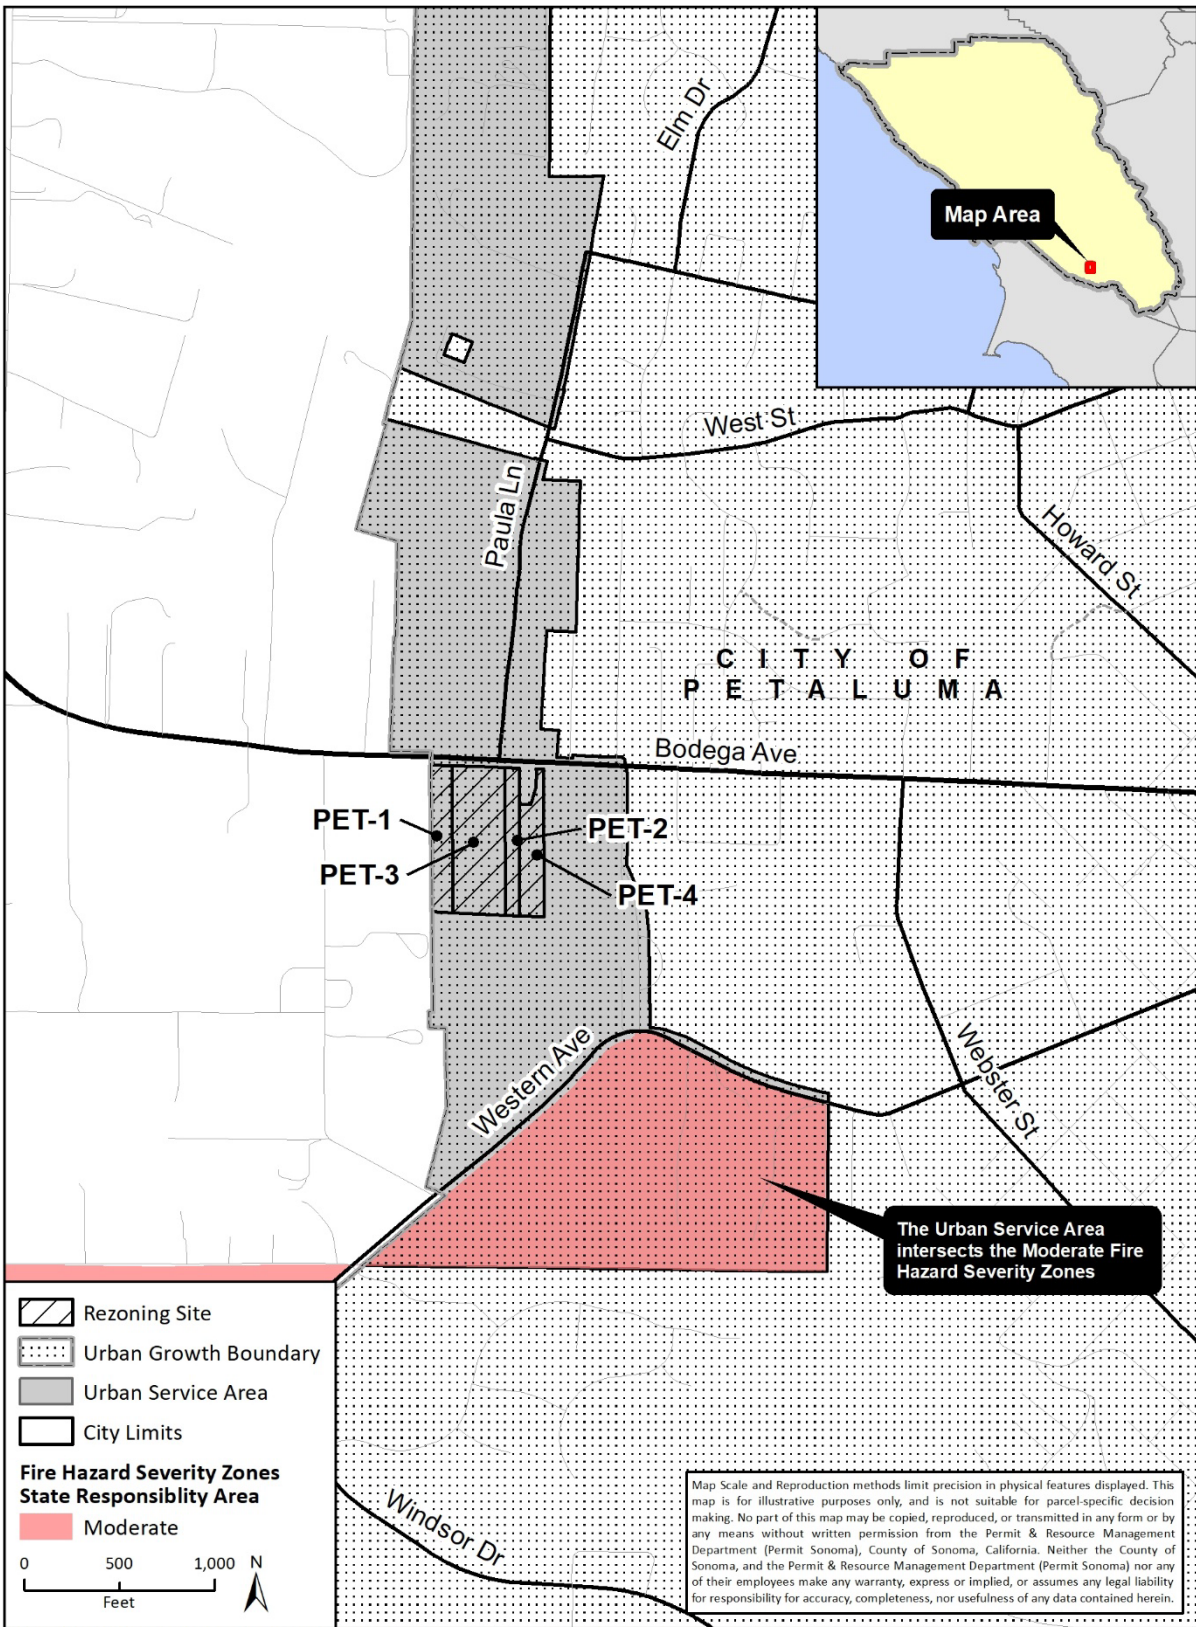 Elm Dr
Map Area
West St
Paula Ln
Howard St
CITY OF
PETALUMA
Bodega Ave
PET-1
PET-2
PET-3
PET-4
Western Ave
Webster St
The Urban Service Area
intersects the Moderate Fire
Hazard Severity Zones
Rezoning Site
Urban Growth Boundary
Urban Service Area
City Limits
Fire Hazard Severity Zones
State Responsiblity Area
Moderate
0 500 1,000 N
Feet
Windsor Dr
Map Scale and Reproduction methods limit precision in physical features displayed. This
map is for illustrative purposes only, and is not suitable for parcel-specific decision
making. No part of this map may be copied, reproduced, or transmitted in any form or by
any means without written permission from the Permit & Resource Management
Department (Permit Sonoma), County of Sonoma, California. Neither the County of
Sonoma, and the Permit & Resource Management Department (Permit Sonoma) nor any
of their employees make any warranty, express or implied, or assumes any legal liability
for responsibility for accuracy, completeness, nor usefulness of any data contained herein.